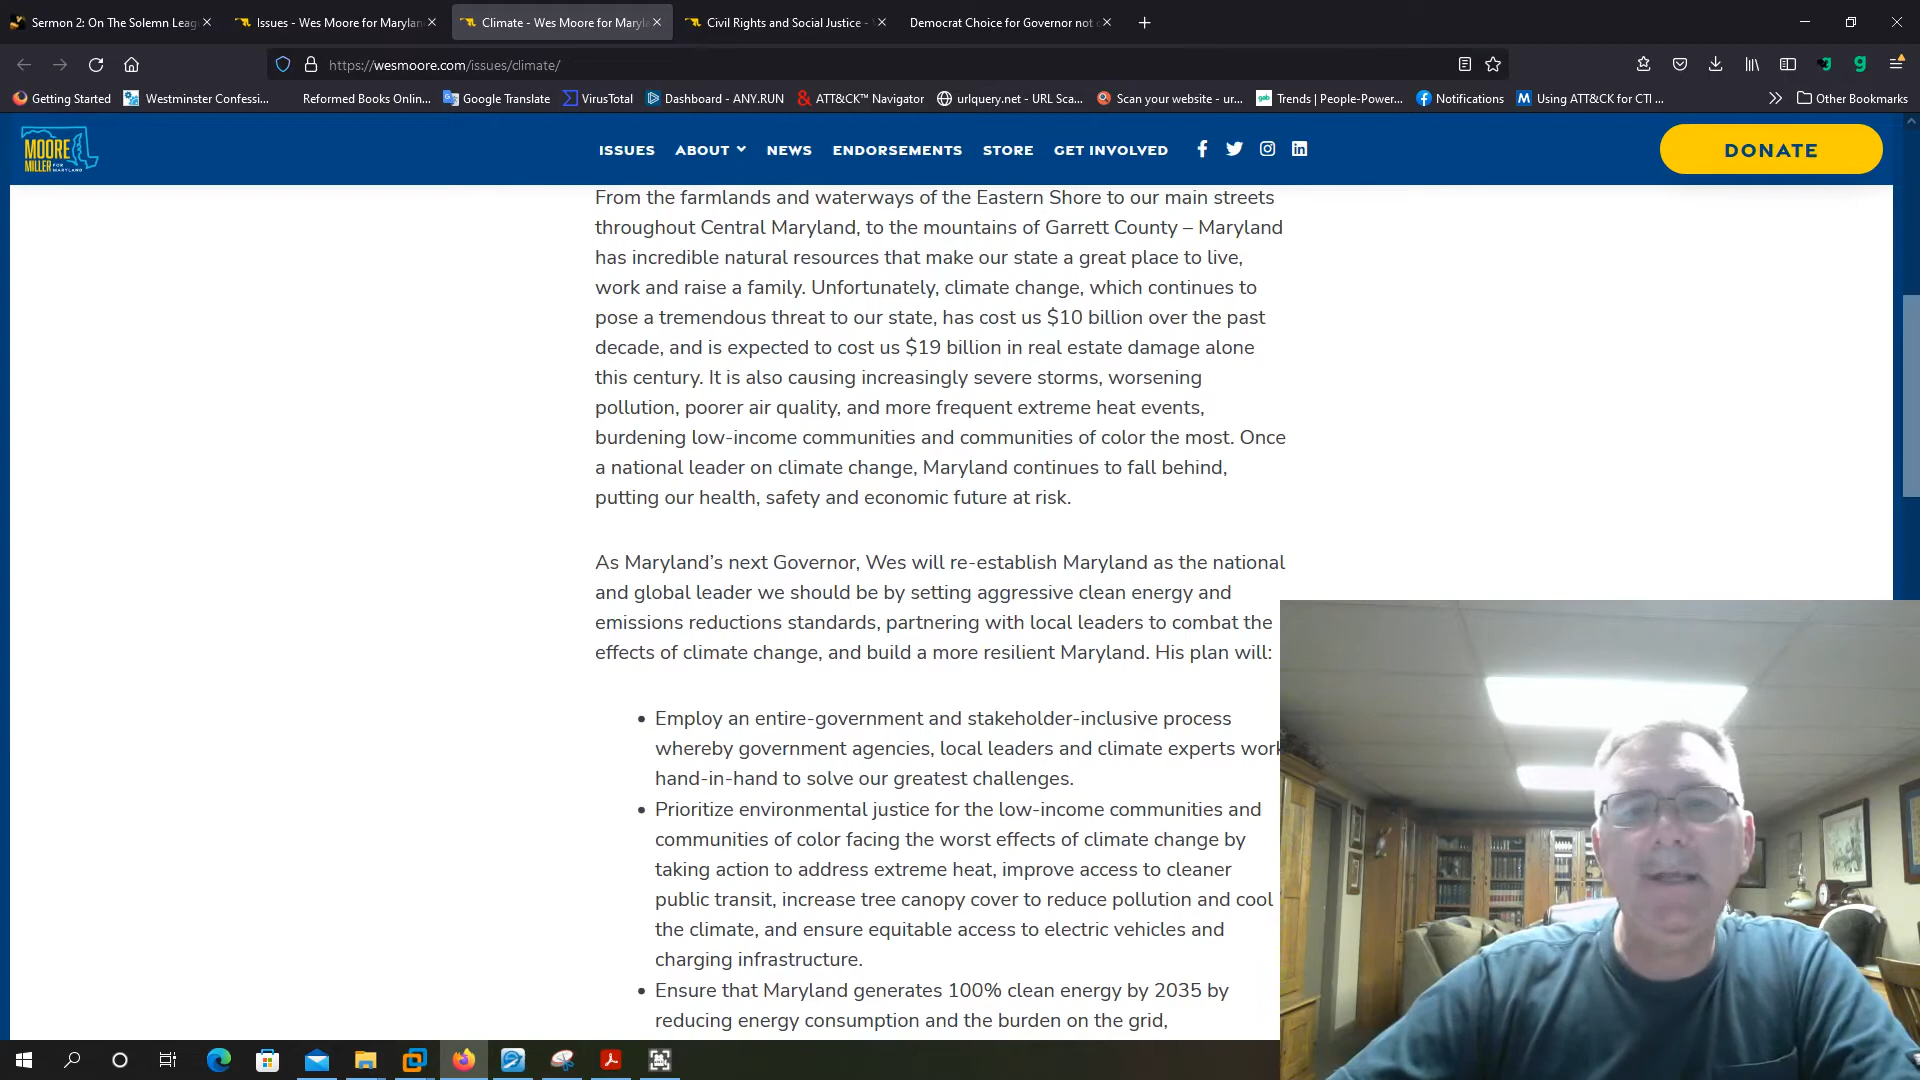 Sermon 2: On The Solemn Leag
Issues - Wes Moore for Marylan
Climate - Wes Moore for Maryla
Civil Rights and Social Justice -
Democrat Choice for Governor not
https://wesmoore.com/issues/climate/
Getting Started
Westminster Confessi...
Reformed Books Onlin...
Google Translate
VirusTotal
Dashboard - ANY.RUN
ATT&CK™ Navigator
urlquery.net - URL Sca...
Scan your website - ur...
Trends | People-Power...
Notifications
Using ATT&CK for CTI ...
Other Bookmarks
MOORE
MILLER FOR
MARYLAND
ISSUES
ABOUT
NEWS
ENDORSEMENTS
STORE
GET INVOLVED
DONATE
From the farmlands and waterways of the Eastern Shore to our main streets
throughout Central Maryland, to the mountains of Garrett County – Maryland
has incredible natural resources that make our state a great place to live,
work and raise a family. Unfortunately, climate change, which continues to
pose a tremendous threat to our state, has cost us $10 billion over the past
decade, and is expected to cost us $19 billion in real estate damage alone
this century. It is also causing increasingly severe storms, worsening
pollution, poorer air quality, and more frequent extreme heat events,
burdening low-income communities and communities of color the most. Once
a national leader on climate change, Maryland continues to fall behind,
putting our health, safety and economic future at risk.
As Maryland’s next Governor, Wes will re-establish Maryland as the national
and global leader we should be by setting aggressive clean energy and
emissions reductions standards, partnering with local leaders to combat the
effects of climate change, and build a more resilient Maryland. His plan will:
• Employ an entire-government and stakeholder-inclusive process
whereby government agencies, local leaders and climate experts work
hand-in-hand to solve our greatest challenges.
• Prioritize environmental justice for the low-income communities and
communities of color facing the worst effects of climate change by
taking action to address extreme heat, improve access to cleaner
public transit, increase tree canopy cover to reduce pollution and cool
the climate, and ensure equitable access to electric vehicles and
charging infrastructure.
• Ensure that Maryland generates 100% clean energy by 2035 by
reducing energy consumption and the burden on the grid,